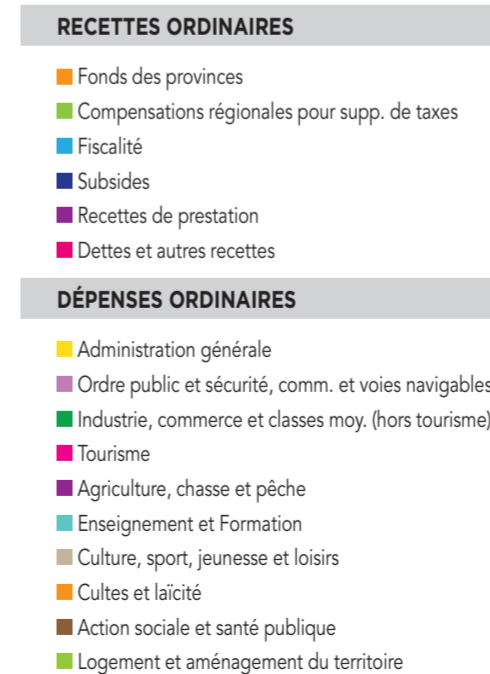 RECETTES ORDINAIRES
Fonds des provinces
Compensations régionales pour supp. de taxes
Fiscalité
Subsides
Recettes de prestation
Dettes et autres recettes
DÉPENSES ORDINAIRES
Administration générale
Ordre public et sécurité, comm. et voies navigables
Industrie, commerce et classes moy. (hors tourisme)
Tourisme
Agriculture, chasse et pêche
Enseignement et Formation
Culture, sport, jeunesse et loisirs
Cultes et laïcité
Action sociale et santé publique
Logement et aménagement du territoire